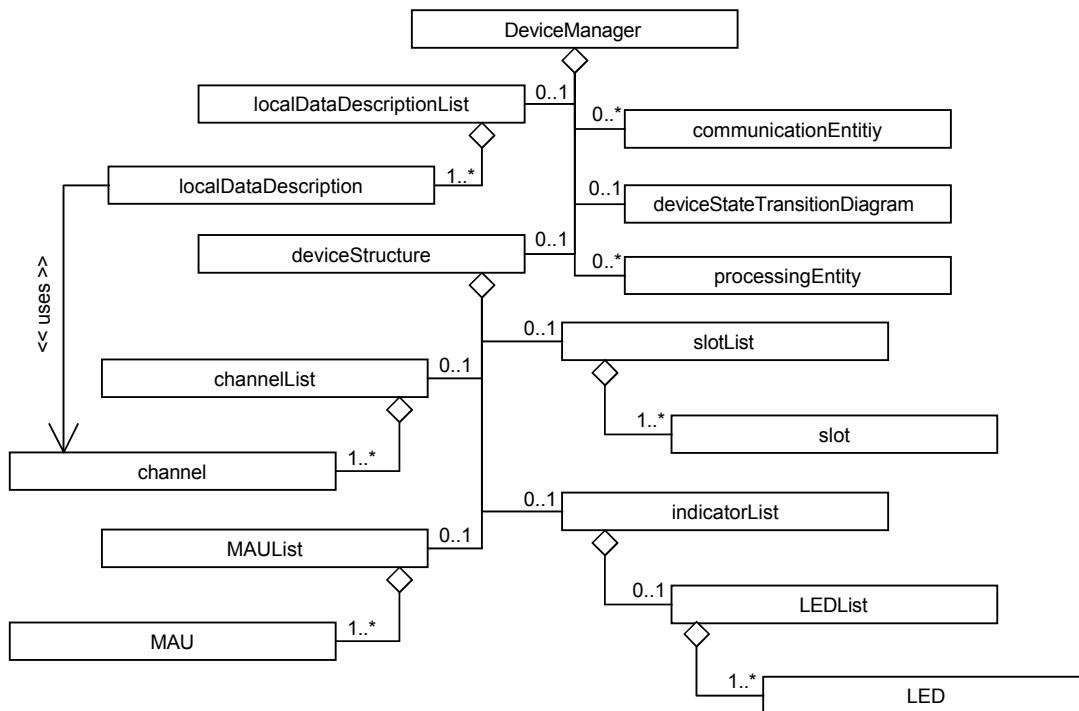 DeviceManager
localDataDescriptionList
0..1
0..*
communicationEntitiy
localDataDescription
1..*
0..1
deviceStateTransitionDiagram
deviceStructure
0..1
0..*
processingEntity
<< uses >>
0..1
slotList
channelList
0..1
1..*
slot
channel
1..*
0..1
indicatorList
MAUList
0..1
0..1
LEDList
MAU
1..*
1..*
LED